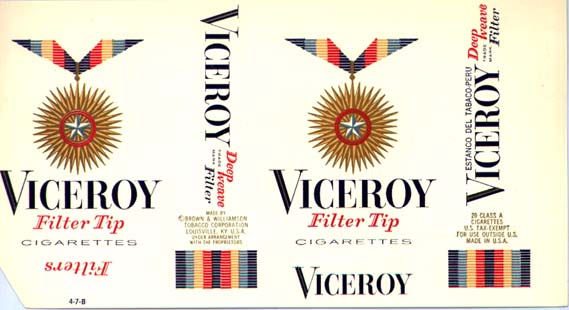 VICEROY
Filter Tip
CIGARETTES
Filters
4-7-B
VICEROY
Deep
Weave
TRADE
MARK
Filter
MADE BY
©BROWN & WILLIAMSON
TOBACCO CORPORATION
LOUISVILLE, KY. U.S.A.
UNDER ARRANGEMENT
WITH THE PROPRIETORS
VICEROY
Filter Tip
CIGARETTES
VICEROY
ESTANCO DEL TABACO-PERU
VICEROY
Deep
Weave
TRADE
MARK
Filter
20 CLASS A
CIGARETTES
U.S. TAX-EXEMPT
FOR USE OUTSIDE U.S.
MADE IN U.S.A.